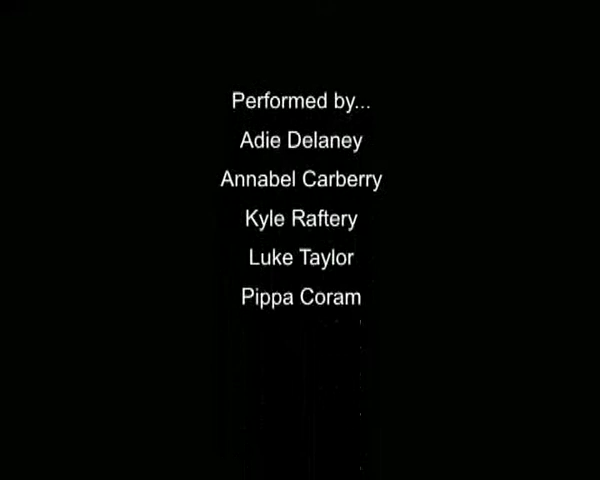 Performed by...
Adie Delaney
Annabel Carberry
Kyle Raftery
Luke Taylor
Pippa Coram